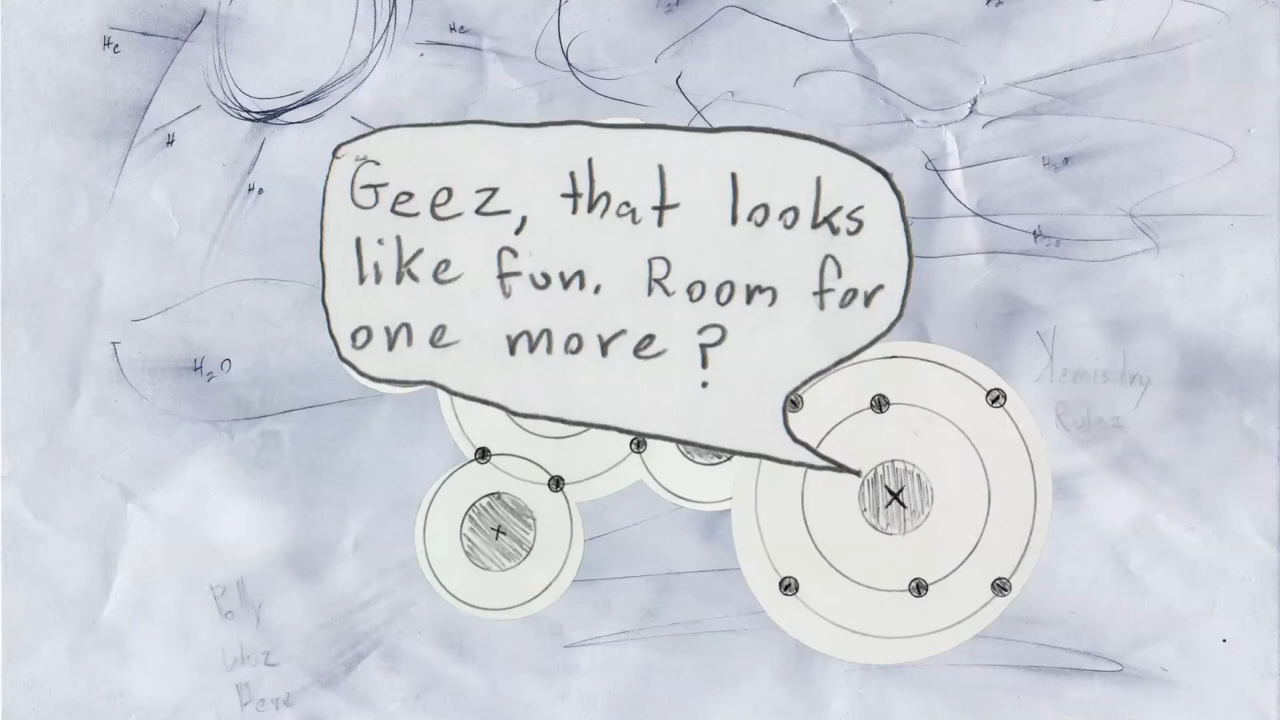 He
He
H
He
Geez, that looks
like fun. Room for
one more?
H₂O
H₂O
H₂O
Kemistry
Rulaz
Polly
Woz
Here